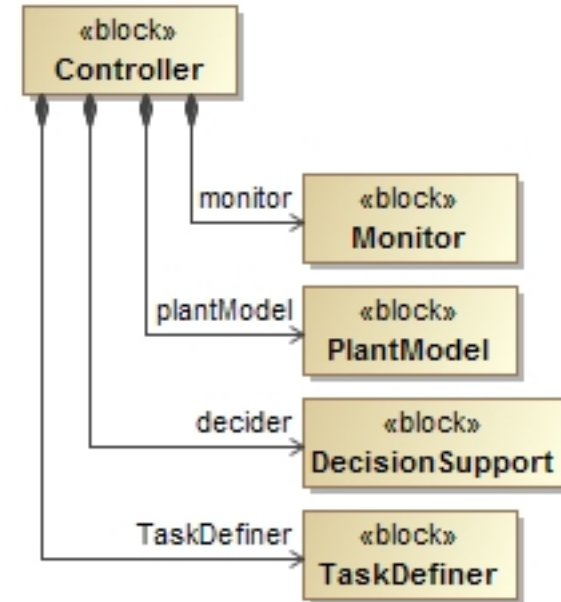 «block»
Controller
monitor
«block»
Monitor
plantModel
«block»
PlantModel
decider
«block»
DecisionSupport
TaskDefiner
«block»
TaskDefiner